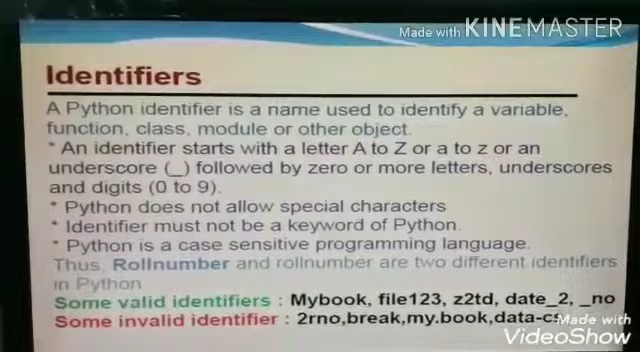 Made with KINEMASTER
Identifiers
A Python identifier is a name used to identify a variable,
function, class, module or other object.
* An identifier starts with a letter A to Z or a to z or an
underscore (_) followed by zero or more letters, underscores
and digits (0 to 9).
* Python does not allow special characters
* Identifier must not be a keyword of Python.
* Python is a case sensitive programming language.
Thus, Rollnumber and rollnumber are two different identifiers
in Python
Some valid identifiers : Mybook, file123, z2td, date_2, _no
Some invalid identifier : 2rno,break,my.book,data-cs
Made with
VideoShow